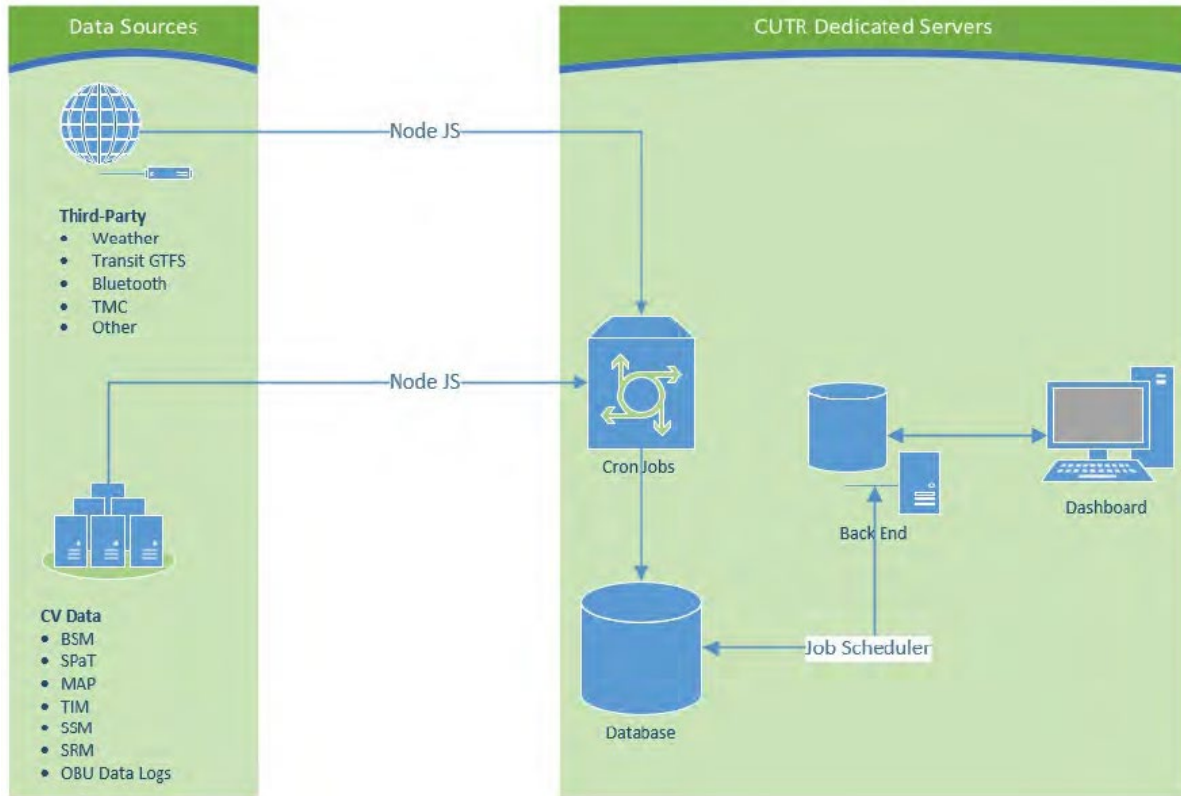 Data Sources
CUTR Dedicated Servers
Node JS
Third-Party
• Weather
• Transit GTFS
• Bluetooth
• TMC
• Other
Node JS
Cron Jobs
Back End
Dashboard
CV Data
• BSM
• SPaT
• MAP
• TIM
• SSM
• SRM
• OBU Data Logs
Job Scheduler
Database